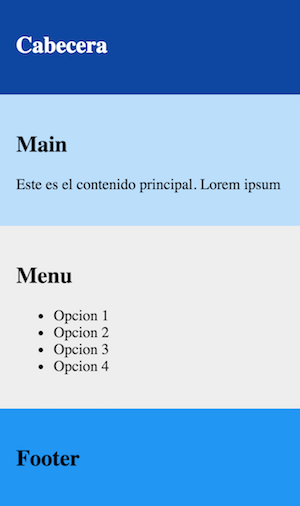 Cabecera
Main
Este es el contenido principal. Lorem ipsum
Menu
Opcion 1
Opcion 2
Opcion 3
Opcion 4
Footer